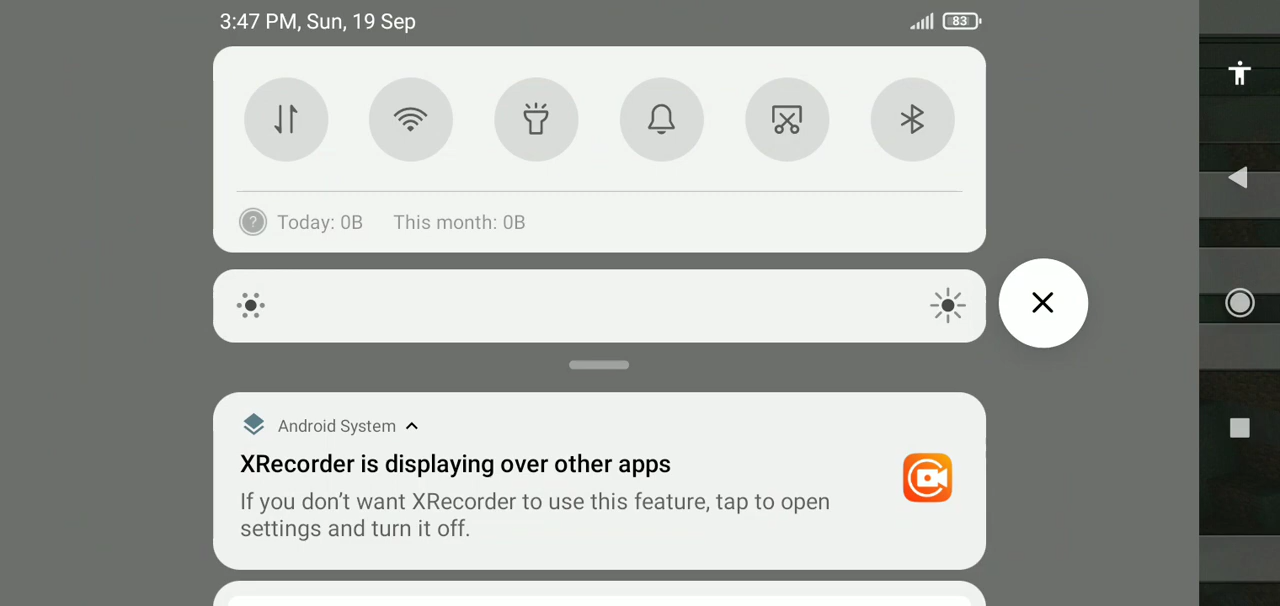 3:47 PM, Sun, 19 Sep
83
?
Today: 0B This month: 0B
Android System
XRecorder is displaying over other apps
If you don’t want XRecorder to use this feature, tap to open
settings and turn it off.